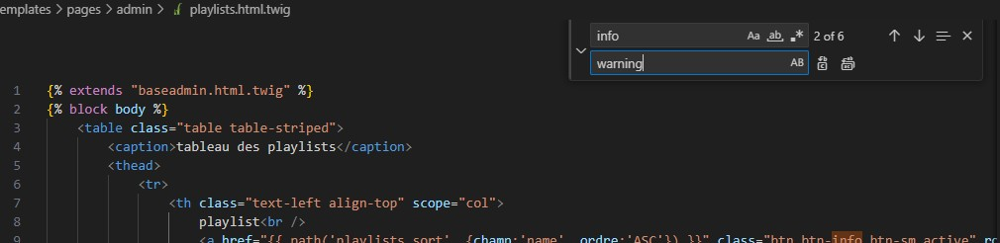 emplates > pages > admin > playlists.html.twig
info Aa ab .* 2 of 6
warning AB
1 {% extends "baseadmin.html.twig" %}
2 {% block body %}
3 <table class="table table-striped">
4 <caption>tableau des playlists</caption>
5 <thead>
6 <tr>
7 <th class="text-left align-top" scope="col">
8 playlist<br />
9 <a href="{{ path('playlists.sort', {champ:'name', ordre:'ASC'}) }}" class="btn btn-info btn-sm active" ro